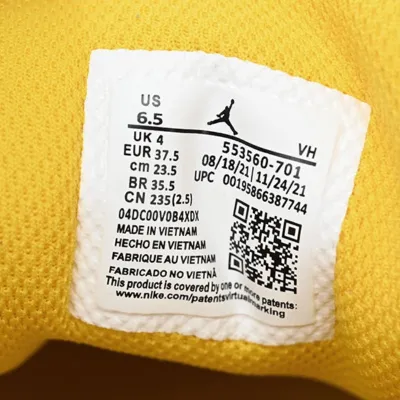 US
6.5
UK 4
EUR 37.5
cm 23.5
BR 35.5
CN 235(2.5)
553560-701 VH
08/18/21 | 11/24/21
UPC 00195866387744
04DC00V0B4XDX
MADE IN VIETNAM
HECHO EN VIETNAM
FABRIQUE AU VIETNAM
FABRICADO NO VIETNÃ
This product is covered by one or more patents:
www.nike.com/patentsvirtualmarking